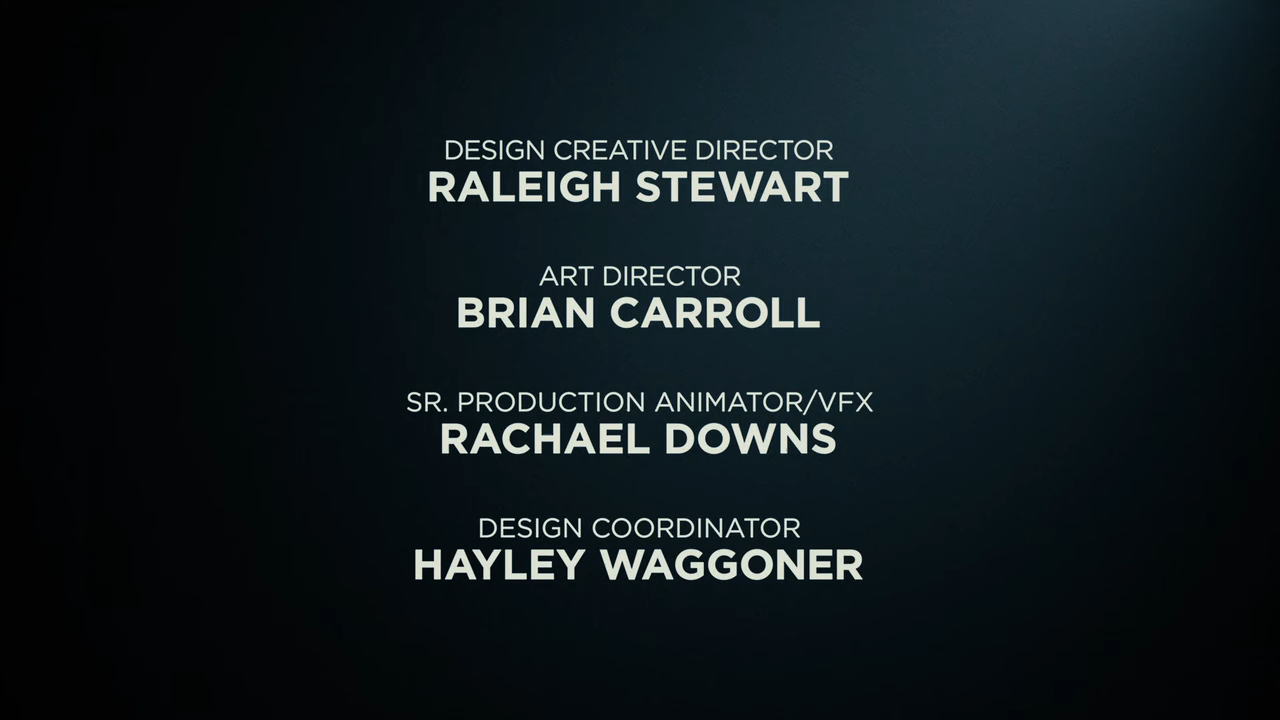 DESIGN CREATIVE DIRECTOR
RALEIGH STEWART
ART DIRECTOR
BRIAN CARROLL
SR. PRODUCTION ANIMATOR/VFX
RACHAEL DOWNS
DESIGN COORDINATOR
HAYLEY WAGGONER